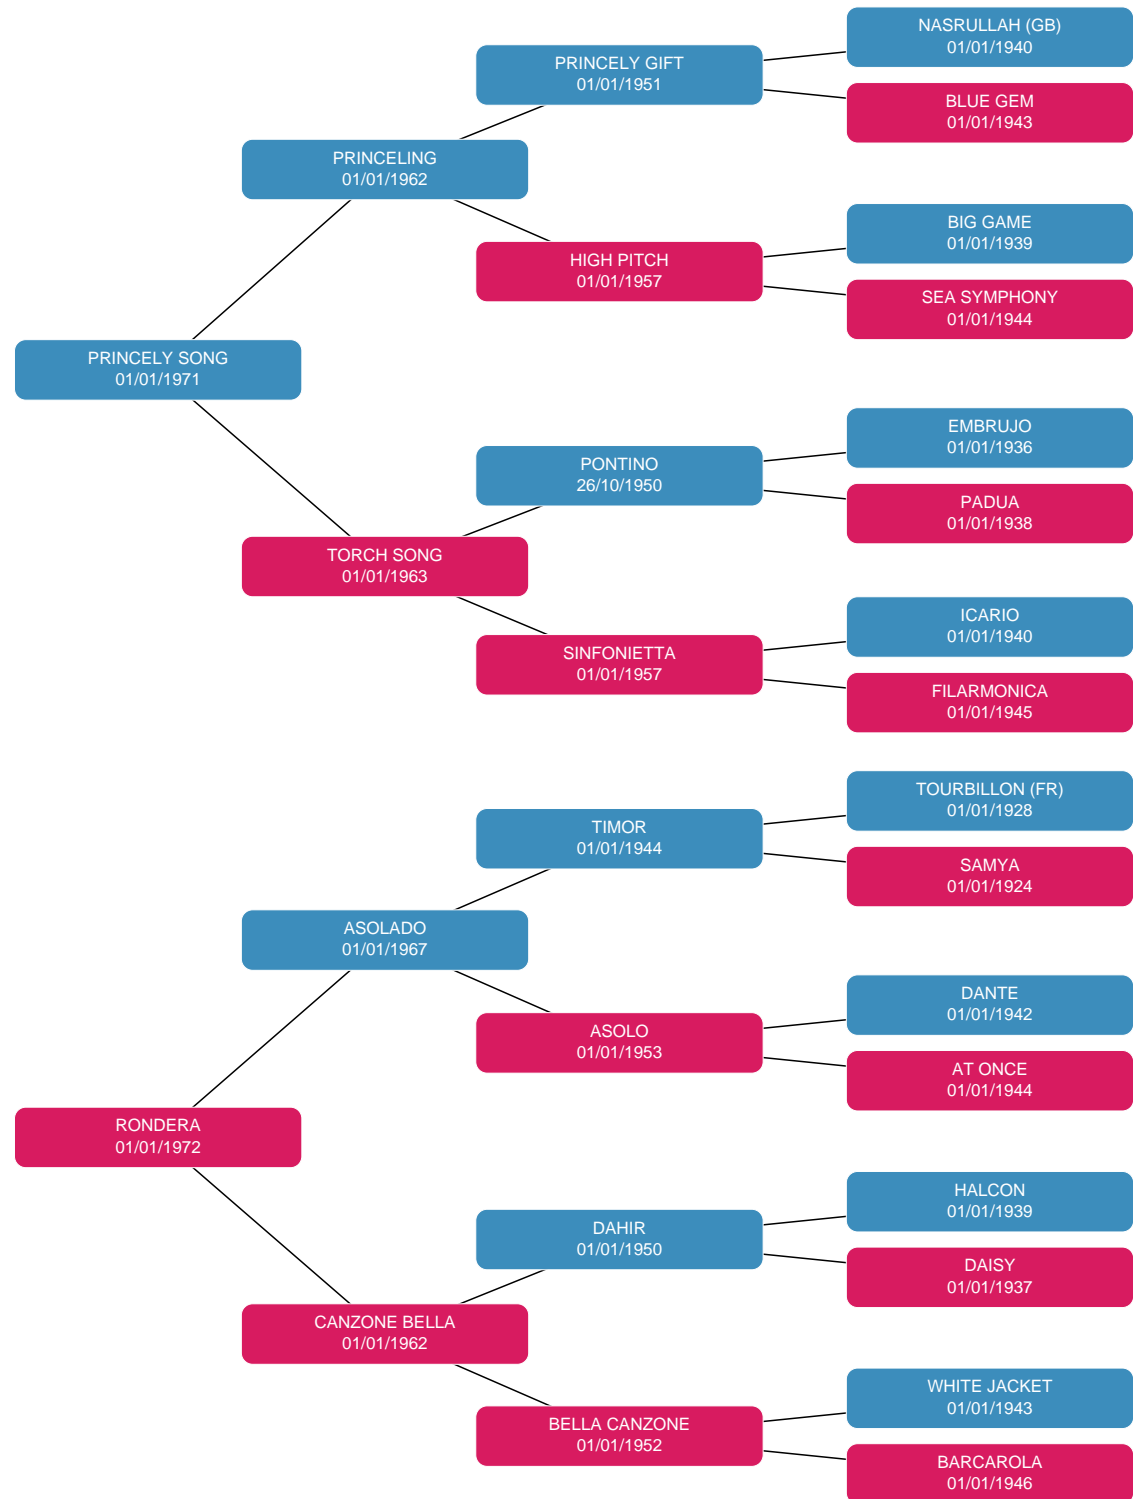 NASRULLAH (GB)
01/01/1940
PRINCELY GIFT
01/01/1951
BLUE GEM
01/01/1943
PRINCELING
01/01/1962
BIG GAME
01/01/1939
HIGH PITCH
01/01/1957
SEA SYMPHONY
01/01/1944
PRINCELY SONG
01/01/1971
EMBRUJO
01/01/1936
PONTINO
26/10/1950
PADUA
01/01/1938
TORCH SONG
01/01/1963
ICARIO
01/01/1940
SINFONIETTA
01/01/1957
FILARMONICA
01/01/1945
TOURBILLON (FR)
01/01/1928
TIMOR
01/01/1944
SAMYA
01/01/1924
ASOLADO
01/01/1967
DANTE
01/01/1942
ASOLO
01/01/1953
AT ONCE
01/01/1944
RONDERA
01/01/1972
HALCON
01/01/1939
DAHIR
01/01/1950
DAISY
01/01/1937
CANZONE BELLA
01/01/1962
WHITE JACKET
01/01/1943
BELLA CANZONE
01/01/1952
BARCAROLA
01/01/1946